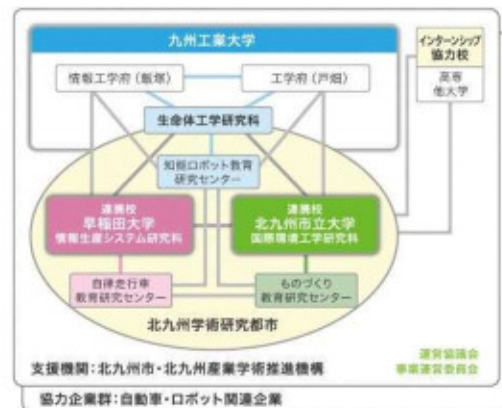 九州工業大学
情報工学府（飯塚）
工学府（戸畑）
生命体工学研究科
インターンシップ
協力校
高専
他大学
知能ロボット教育
研究センター
連携校
早稲田大学
情報生産システム研究科
連携校
北九州市立大学
国際環境工学研究科
自律走行車
教育研究センター
ものづくり
教育研究センター
北九州学術研究都市
運営協議会
事業運営委員会
支援機関：北九州市・北九州産業学術推進機構
協力企業群：自動車・ロボット関連企業